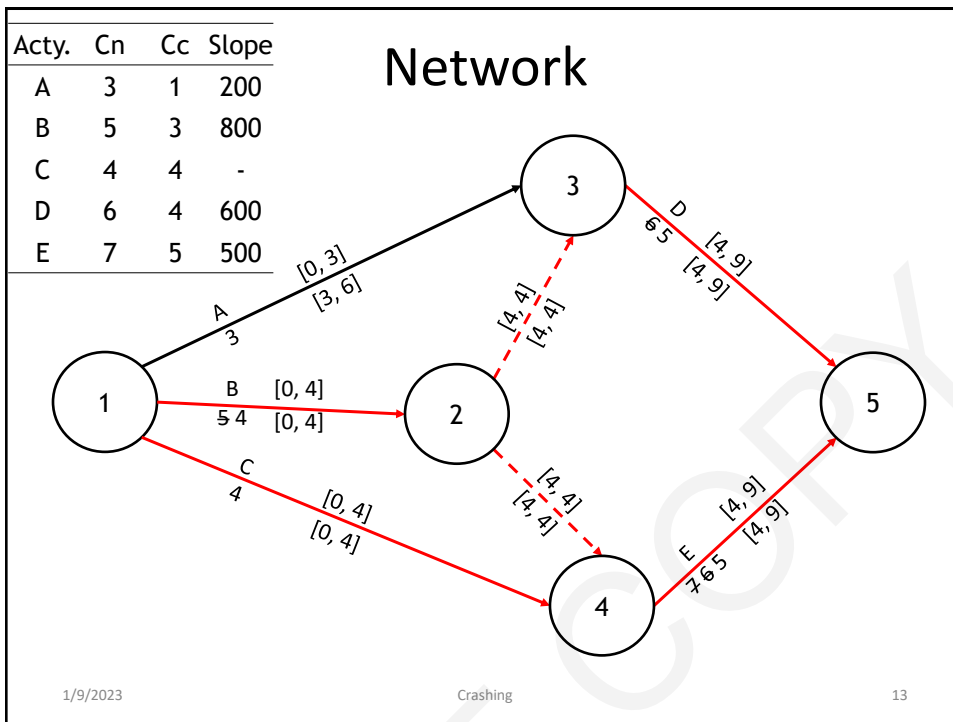 Acty. Cn Cc Slope
A 3 1 200
B 5 3 800
C 4 4 -
D 6 4 600
E 7 5 500
Network
3
D
6 5
[4, 9]
[4, 9]
[0, 3]
[3, 6]
A
3
[4, 4]
[4, 4]
1
B
5 4
[0, 4]
[0, 4]
2
5
C
4
[0, 4]
[0, 4]
[4, 4]
[4, 4]
[4, 9]
[4, 9]
E
7 6 5
4
COPY
1/9/2023
Crashing
13